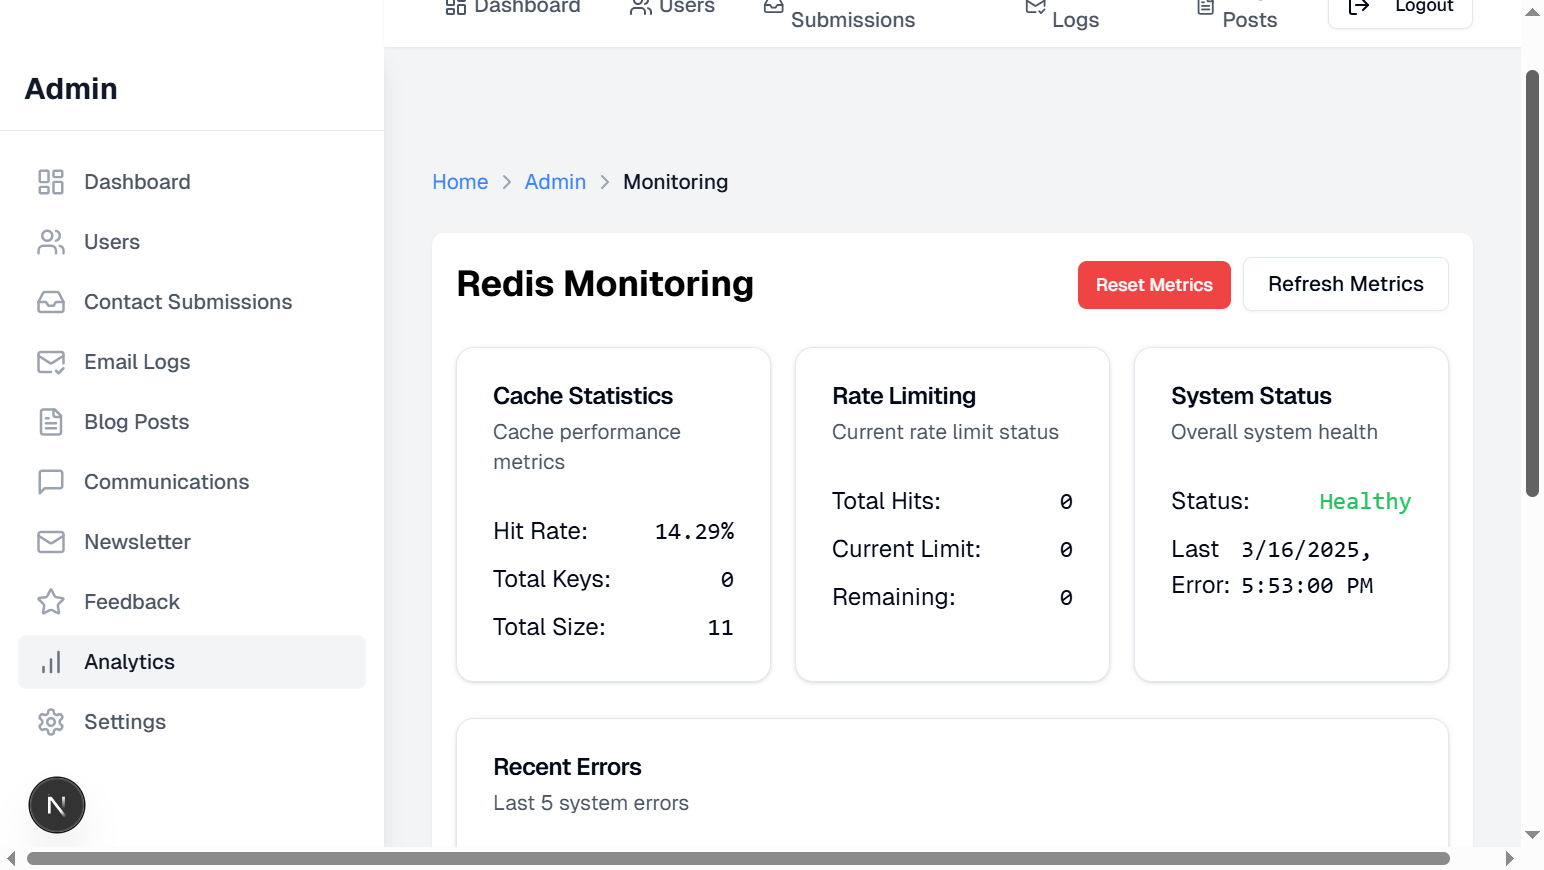 Dashboard
Users
Submissions
Logs
Posts
Logout
Admin
Dashboard
Users
Contact Submissions
Email Logs
Blog Posts
Communications
Newsletter
Feedback
Analytics
Settings
N
Home > Admin > Monitoring
Redis Monitoring
Reset Metrics
Refresh Metrics
Cache Statistics
Cache performance
metrics
Hit Rate: 14.29%
Total Keys: 0
Total Size: 11
Rate Limiting
Current rate limit status
Total Hits: 0
Current Limit: 0
Remaining: 0
System Status
Overall system health
Status: Healthy
Last 3/16/2025,
Error: 5:53:00 PM
Recent Errors
Last 5 system errors